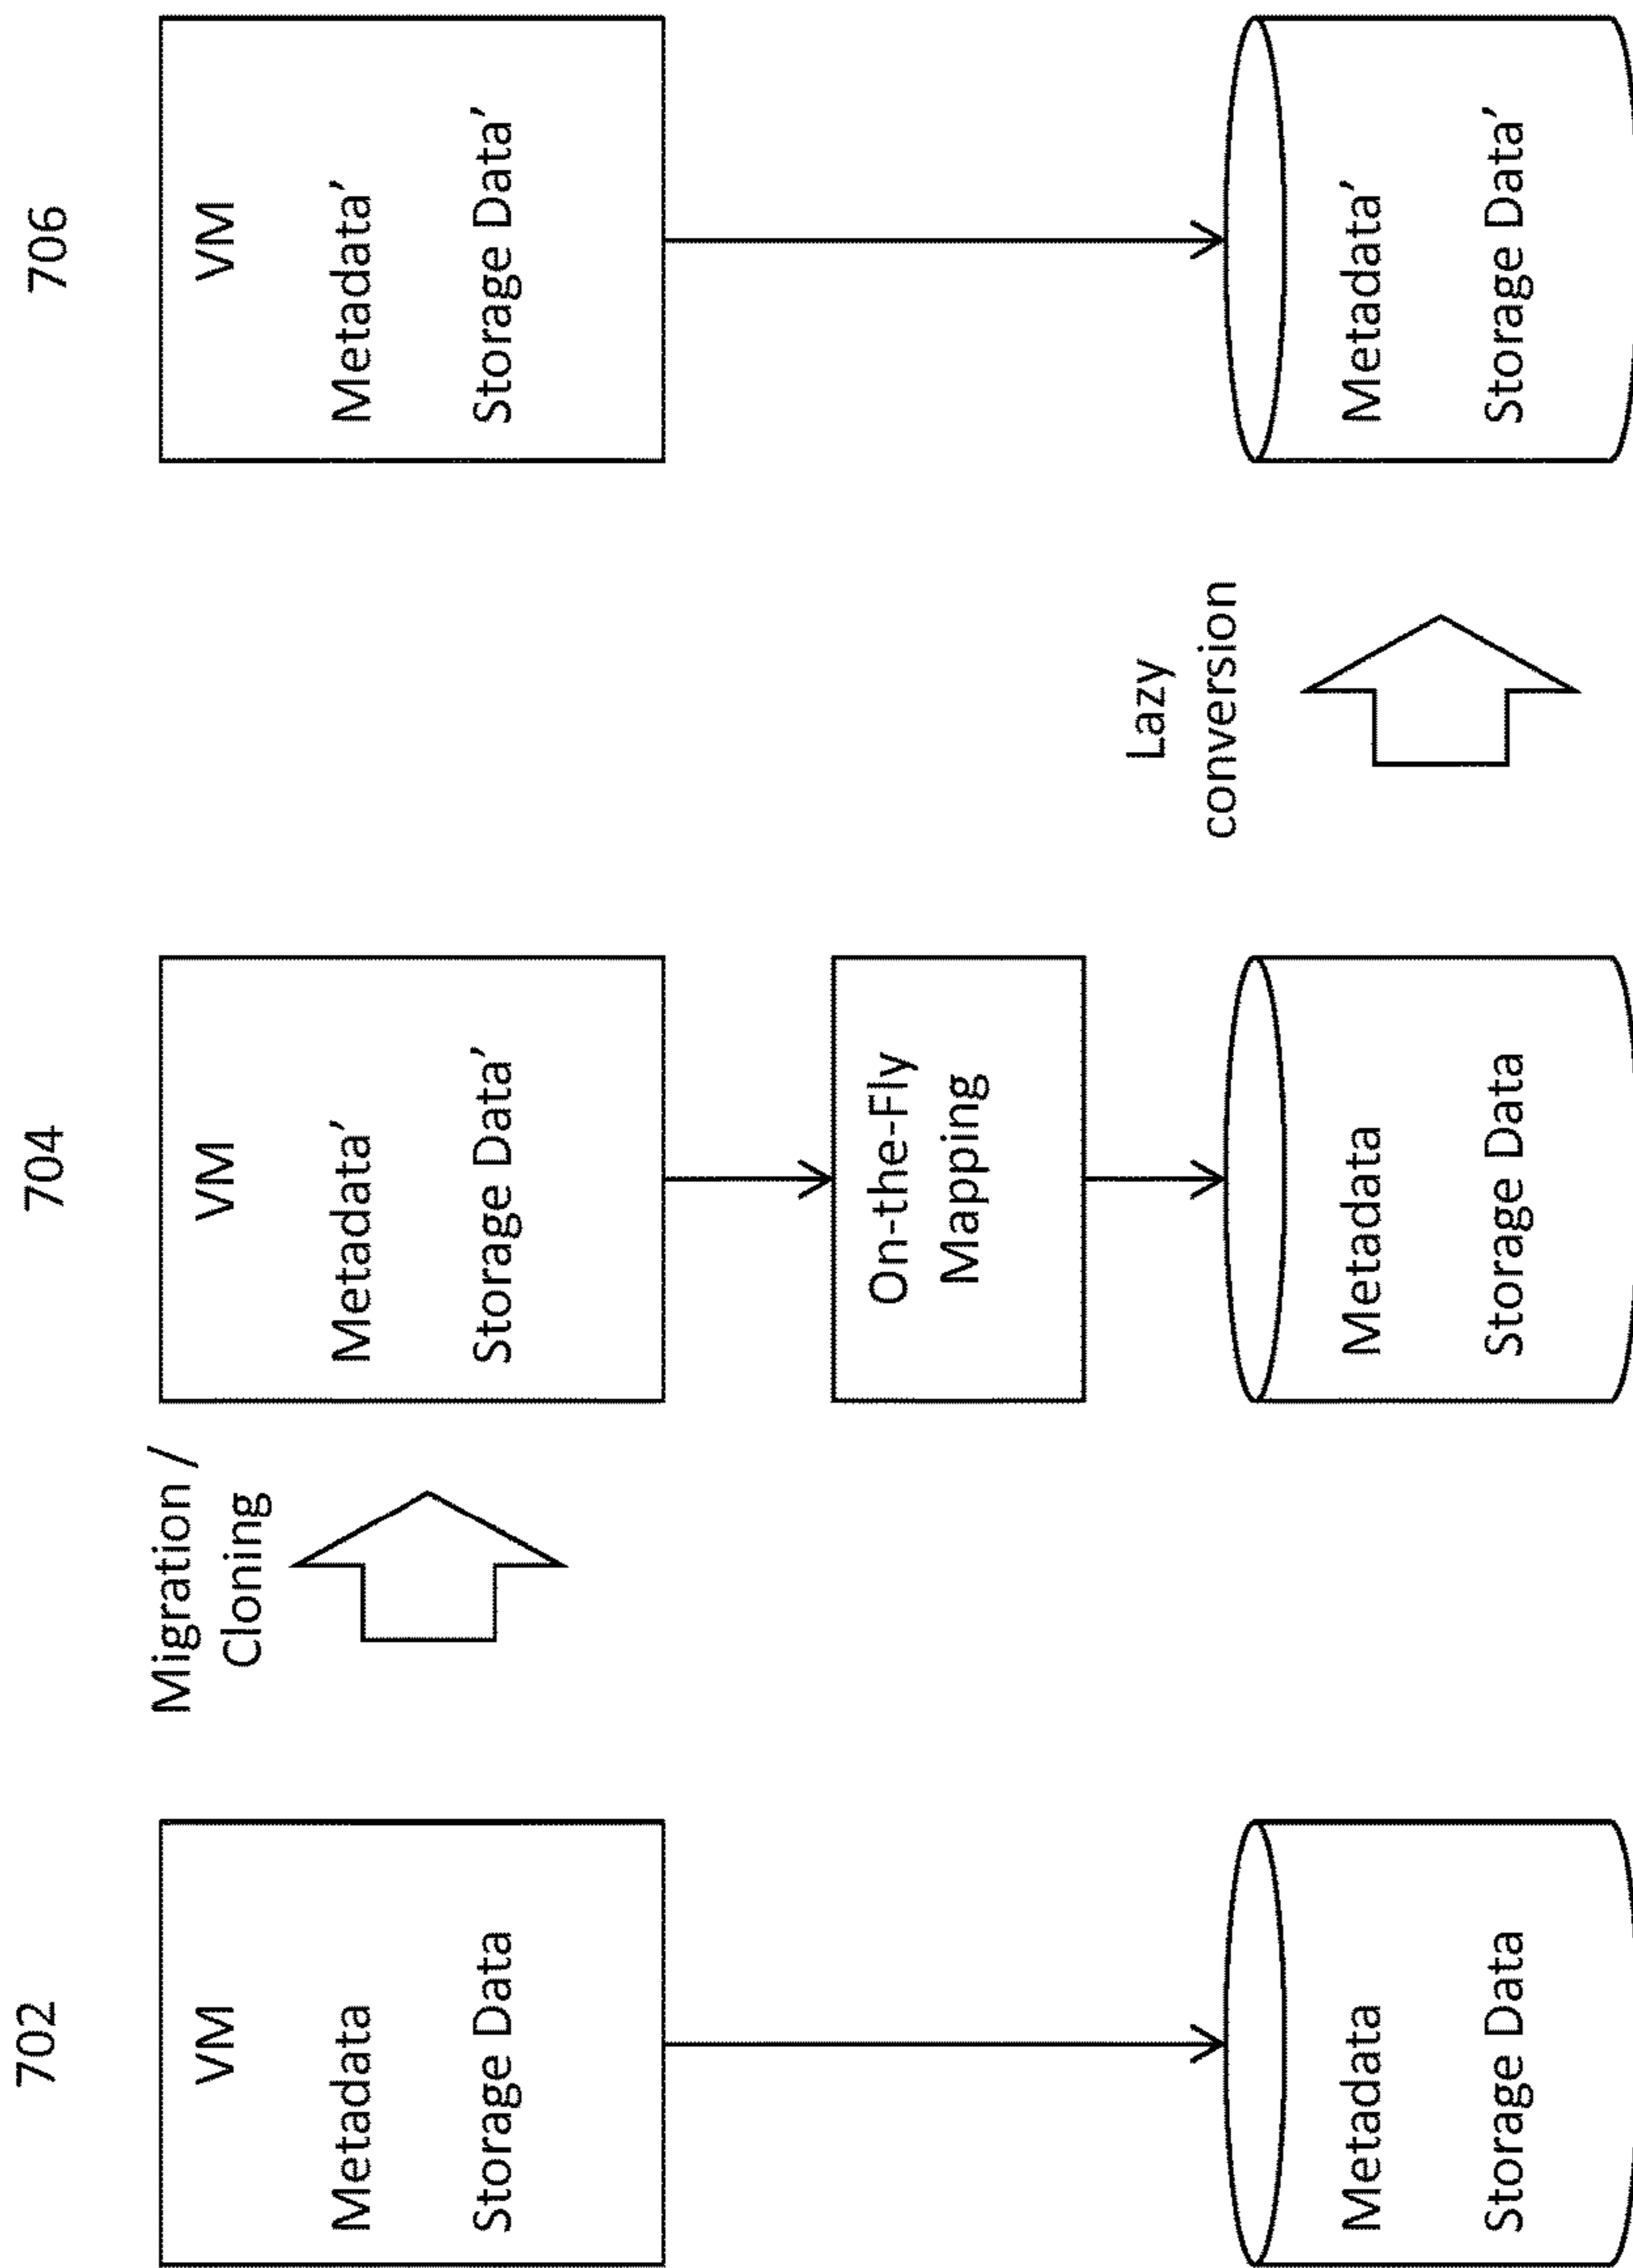 702
VM
Metadata
Storage Data
Metadata
Storage Data
Migration /
Cloning
704
VM
Metadata’
Storage Data’
On-the-Fly
Mapping
Metadata
Storage Data
Lazy
conversion
706
VM
Metadata’
Storage Data’
Metadata’
Storage Data’